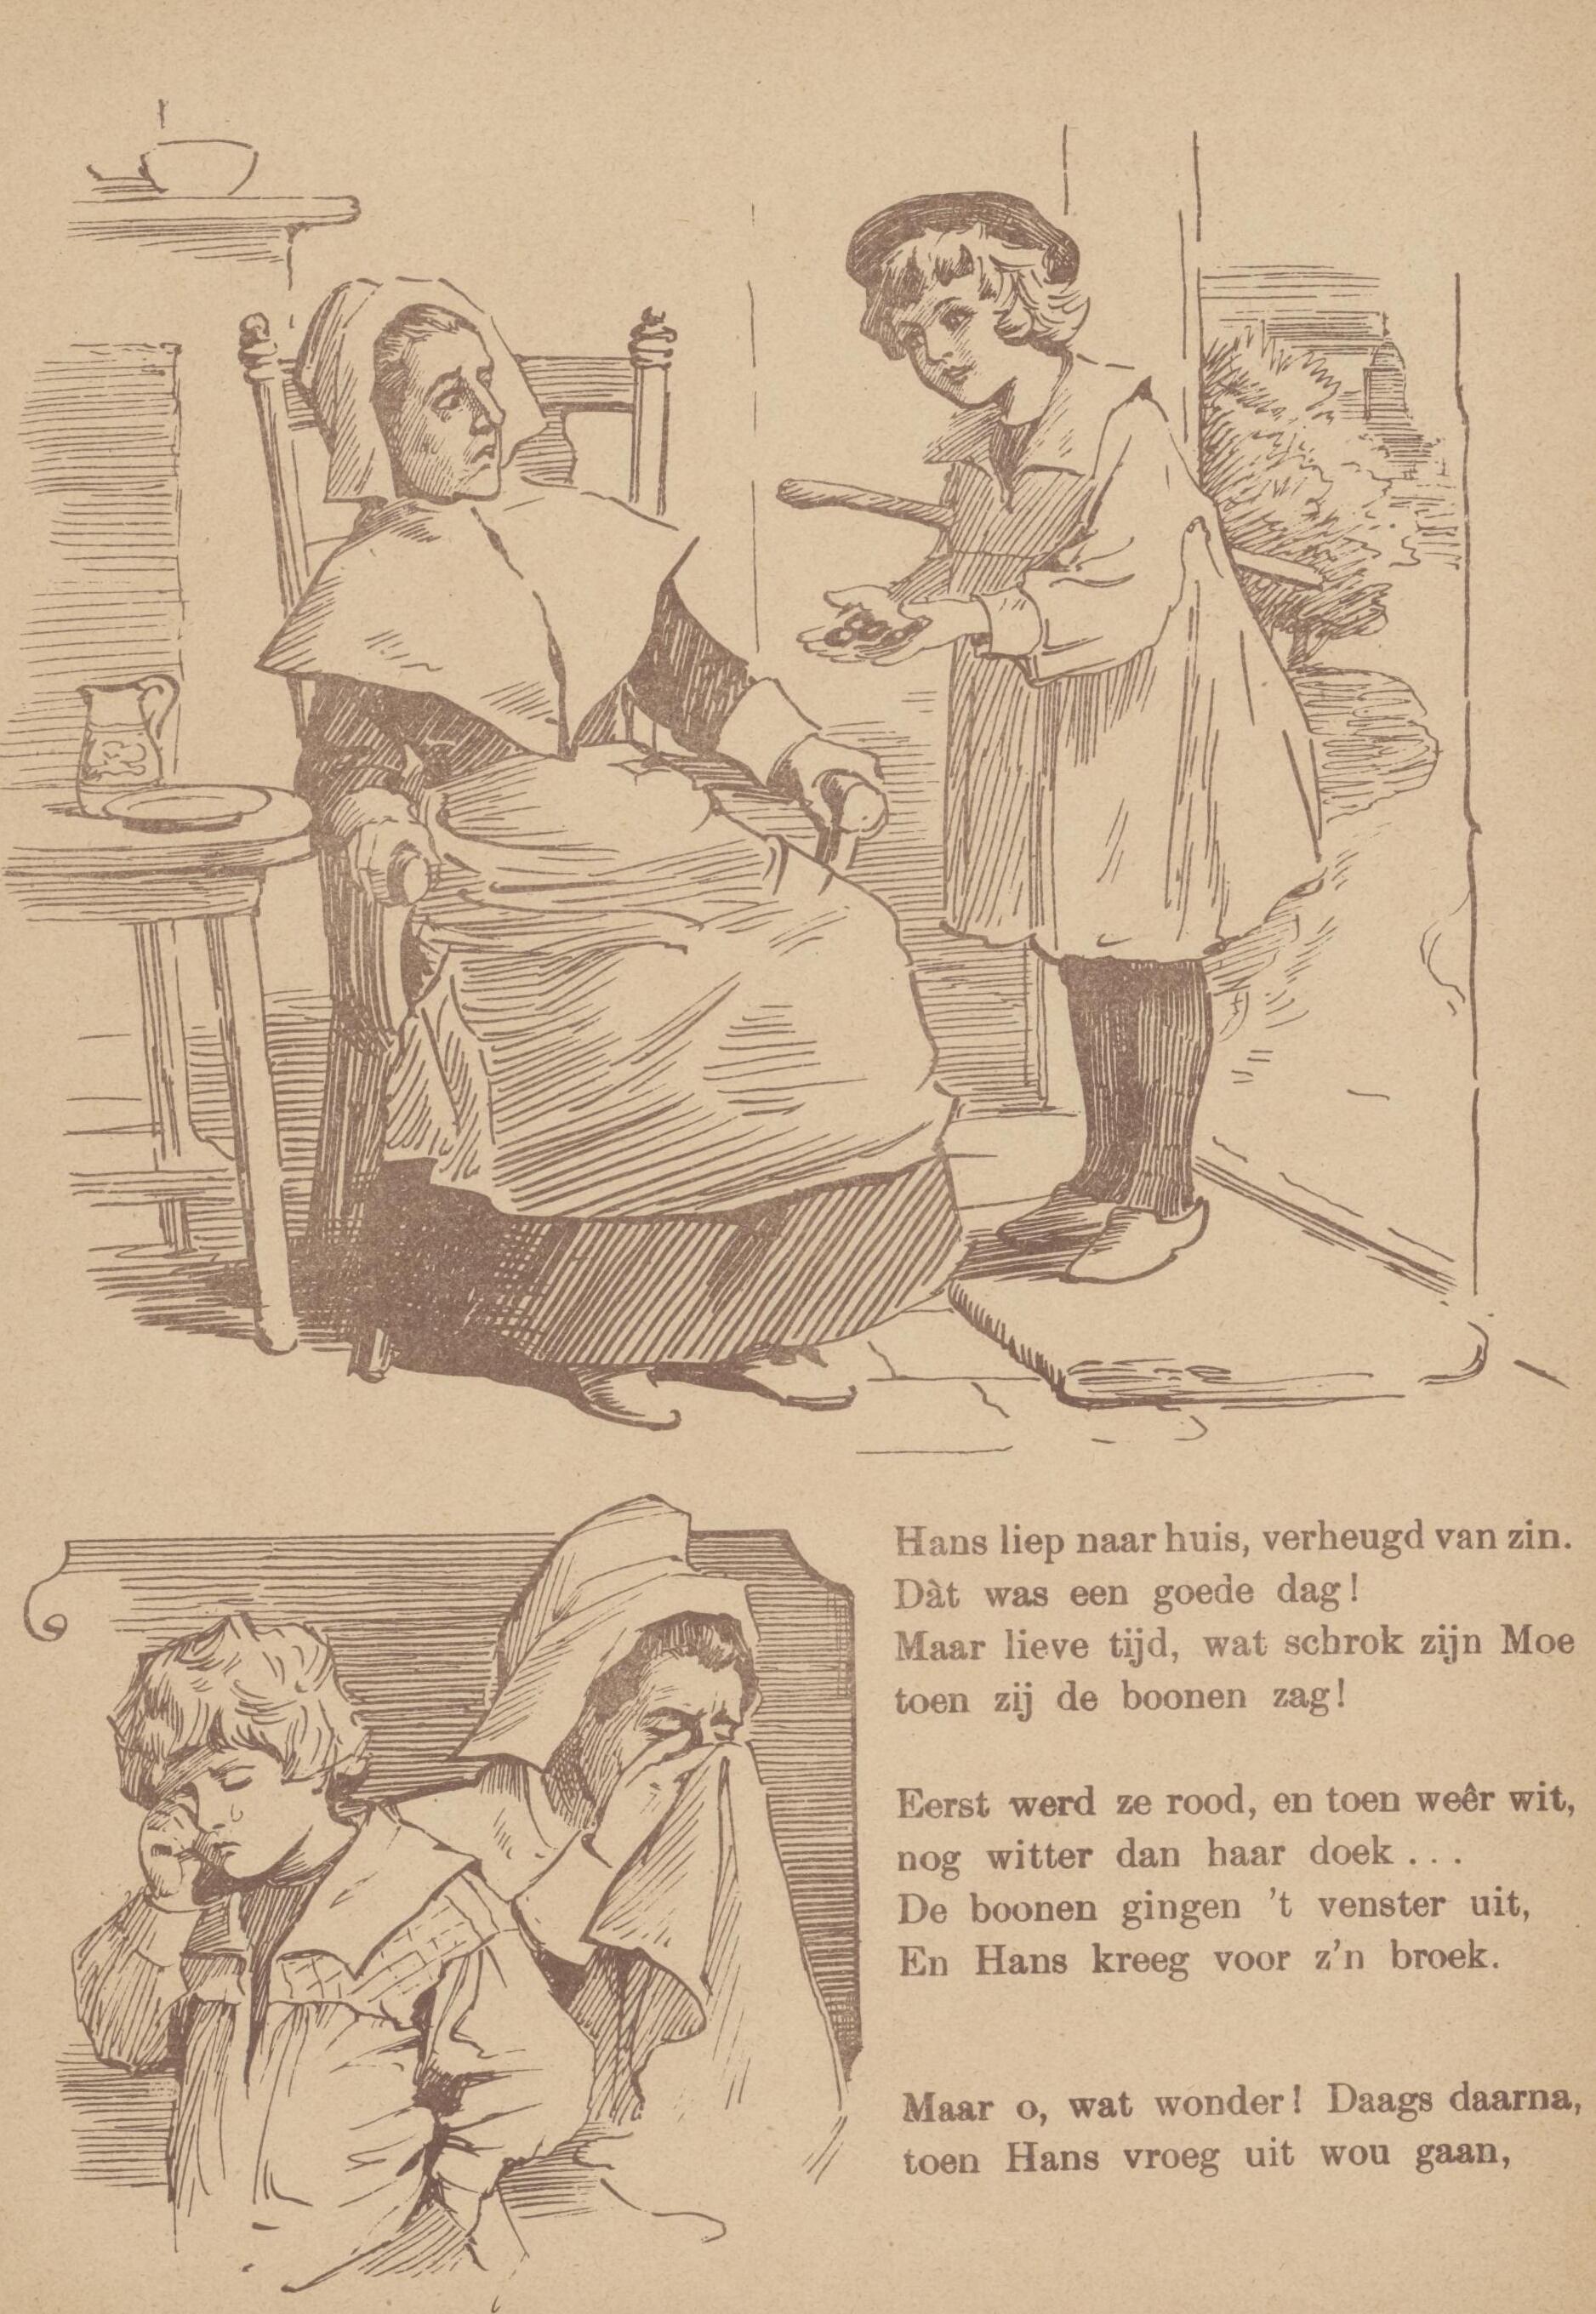 Hans liep naar huis, verheugd van zin.
Dàt was een goede dag!
Maar lieve tijd, wat schrok zijn Moe
toen zij de boonen zag!
Eerst werd ze rood, en toen weêr wit,
nog witter dan haar doek...
De boonen gingen 't venster uit,
En Hans kreeg voor z'n broek.
Maar o, wat wonder! Daags daarna,
toen Hans vroeg uit wou gaan,